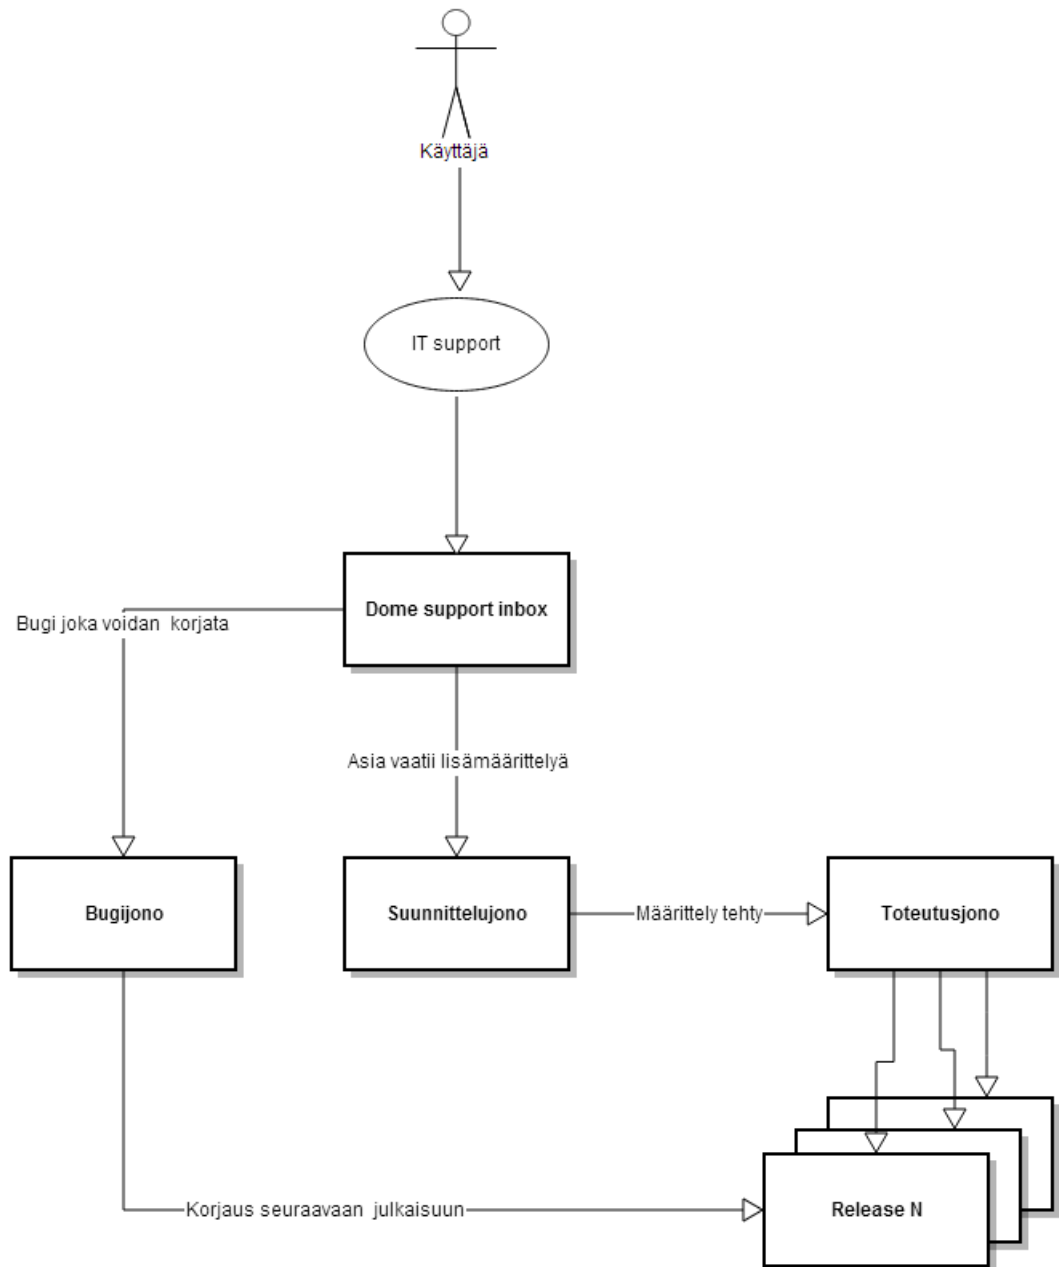 Käyttäjä
IT support
Dome support inbox
Bugi joka voidan  korjata
Asia vaatii lisämäärittelyä
Bugijono
Suunnittelujono
Määrittely tehty
Toteutusjono
Korjaus seuraavaan  julkaisuun
Release N